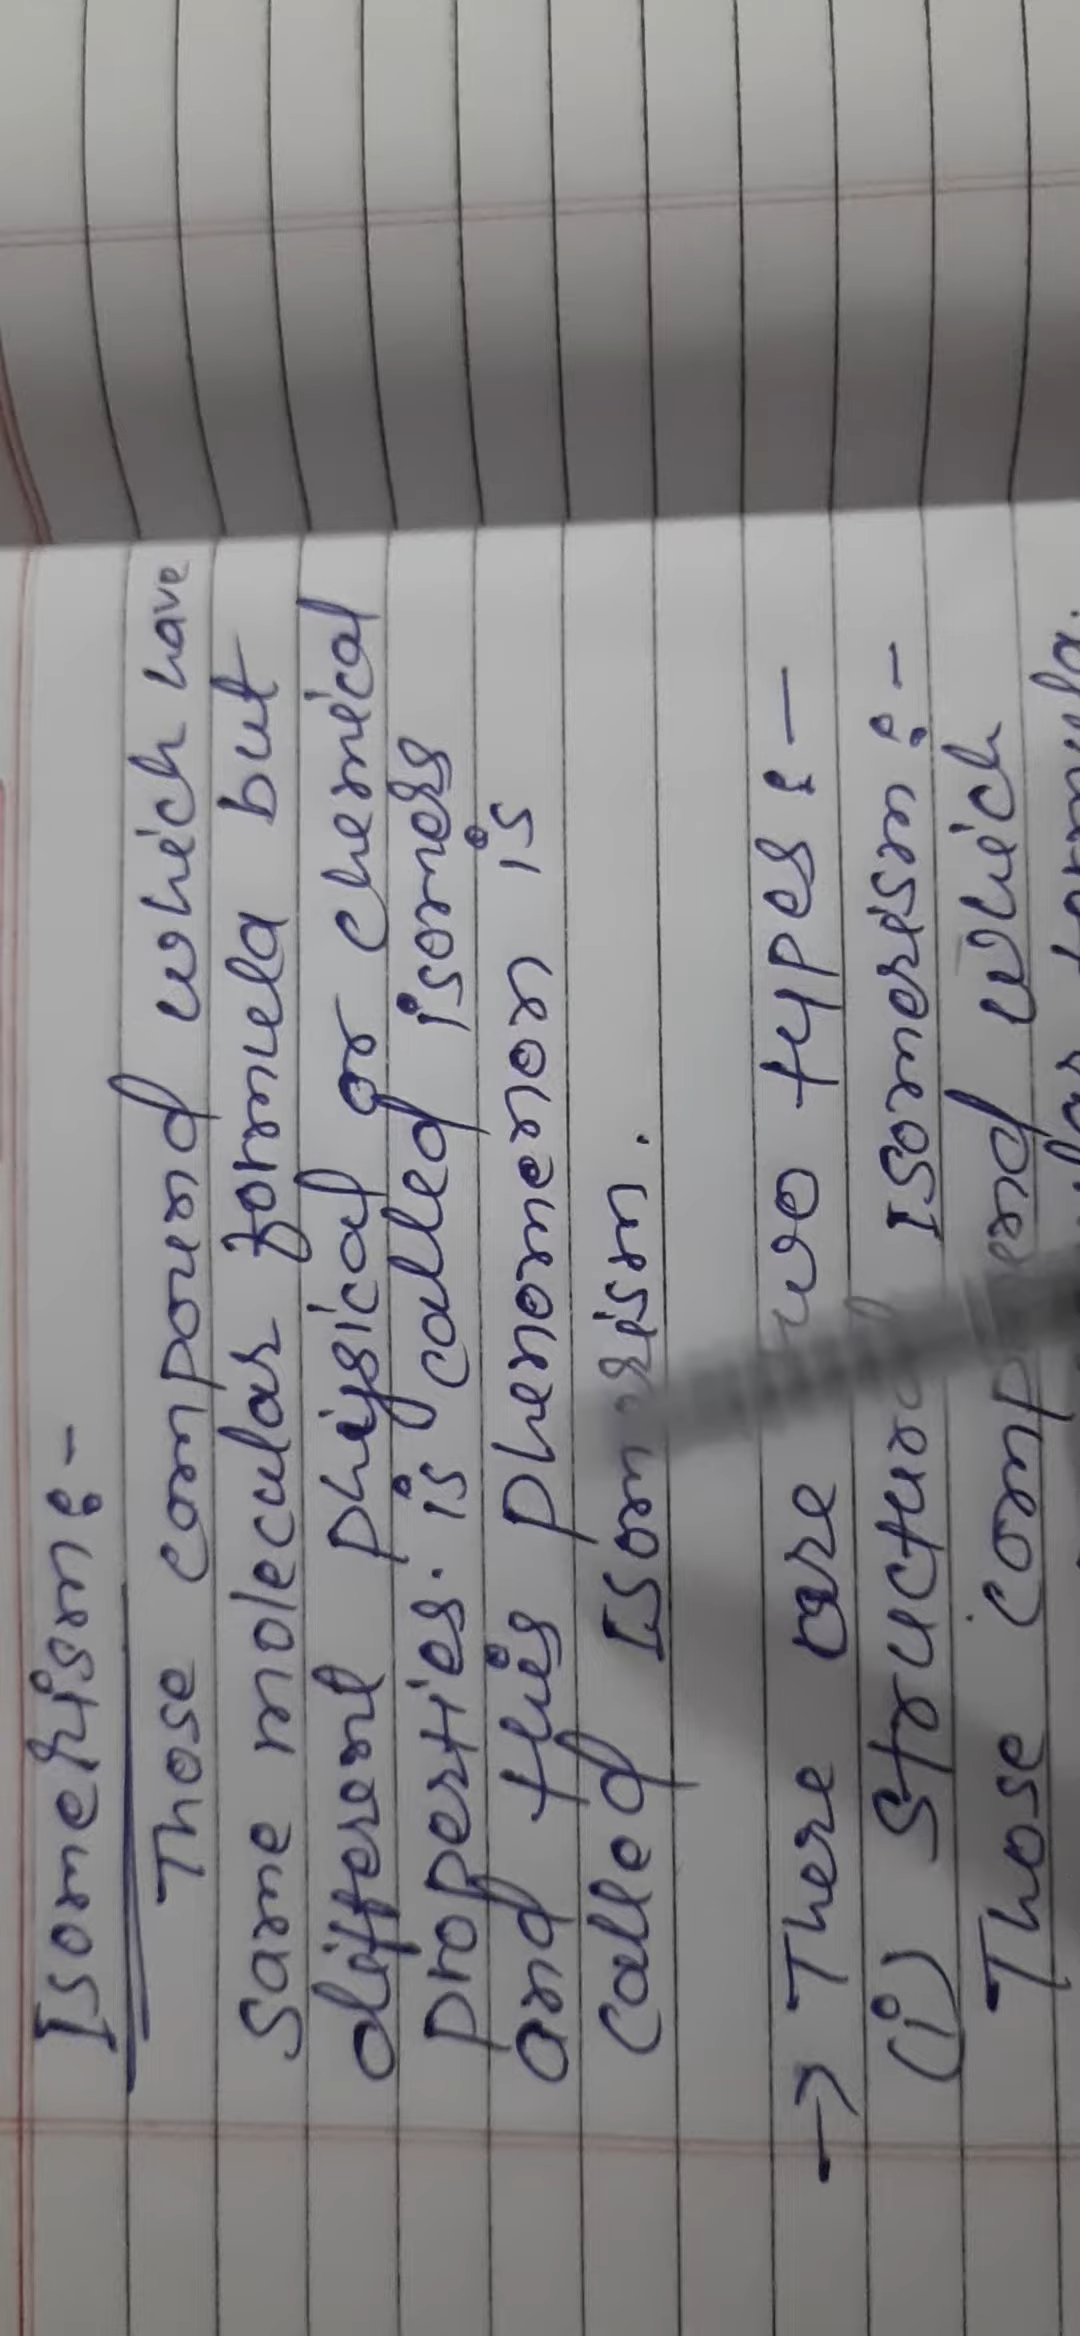 Isomerism :-
Those compound which have
same molecular formula but
different physical or chemical
properties. is called isomers
and this phenomenon is
called Isomerism.
→ There are two types :-
(i) Structural Isomerism :-
Those compound which